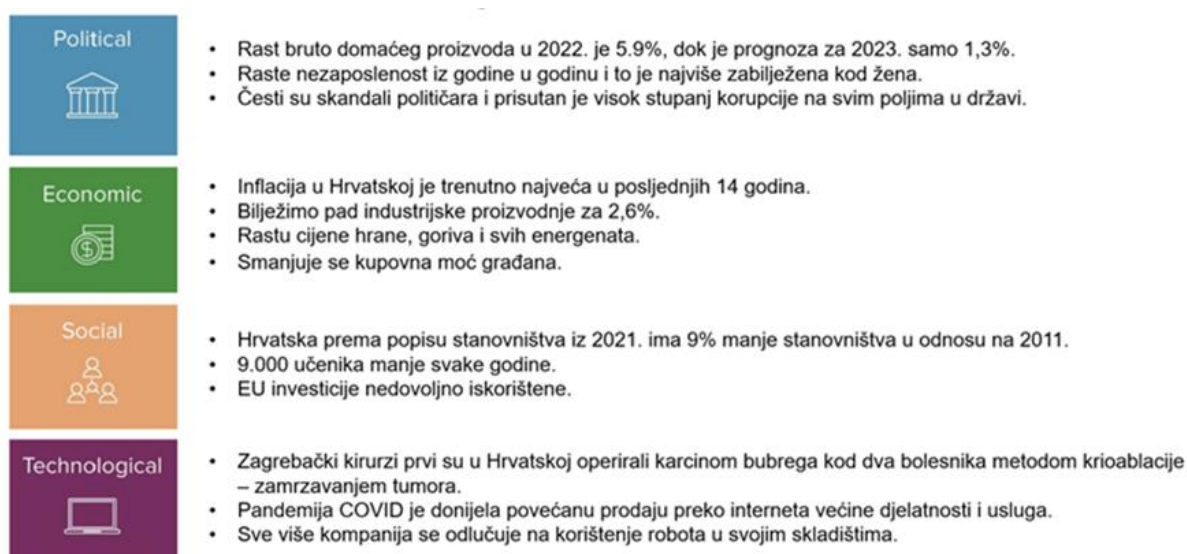 Political
• Rast bruto domaćeg proizvoda u 2022. je 5.9%, dok je prognoza za 2023. samo 1,3%.
• Raste nezaposlenost iz godine u godinu i to je najviše zabilježena kod žena.
• Česti su skandali političara i prisutan je visok stupanj korupcije na svim poljima u državi.
Economic
• Inflacija u Hrvatskoj je trenutno najveća u posljednjih 14 godina.
• Bilježimo pad industrijske proizvodnje za 2,6%.
• Rastu cijene hrane, goriva i svih energenata.
• Smanjuje se kupovna moć građana.
Social
• Hrvatska prema popisu stanovništva iz 2021. ima 9% manje stanovništva u odnosu na 2011.
• 9.000 učenika manje svake godine.
• EU investicije nedovoljno iskorištene.
Technological
• Zagrebački kirurzi prvi su u Hrvatskoj operirali karcinom bubrega kod dva bolesnika metodom krioablacije
– zamrzavanjem tumora.
• Pandemija COVID je donijela povećanu prodaju preko interneta većine djelatnosti i usluga.
• Sve više kompanija se odlučuje na korištenje robota u svojim skladištima.